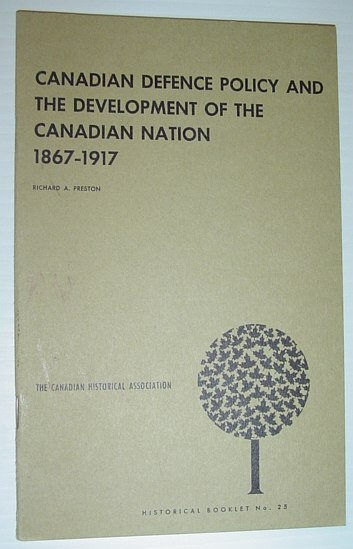 CANADIAN DEFENCE POLICY AND
THE DEVELOPMENT OF THE
CANADIAN NATION
1867-1917
RICHARD A. PRESTON
THE CANADIAN HISTORICAL ASSOCIATION
HISTORICAL BOOKLET No. 25